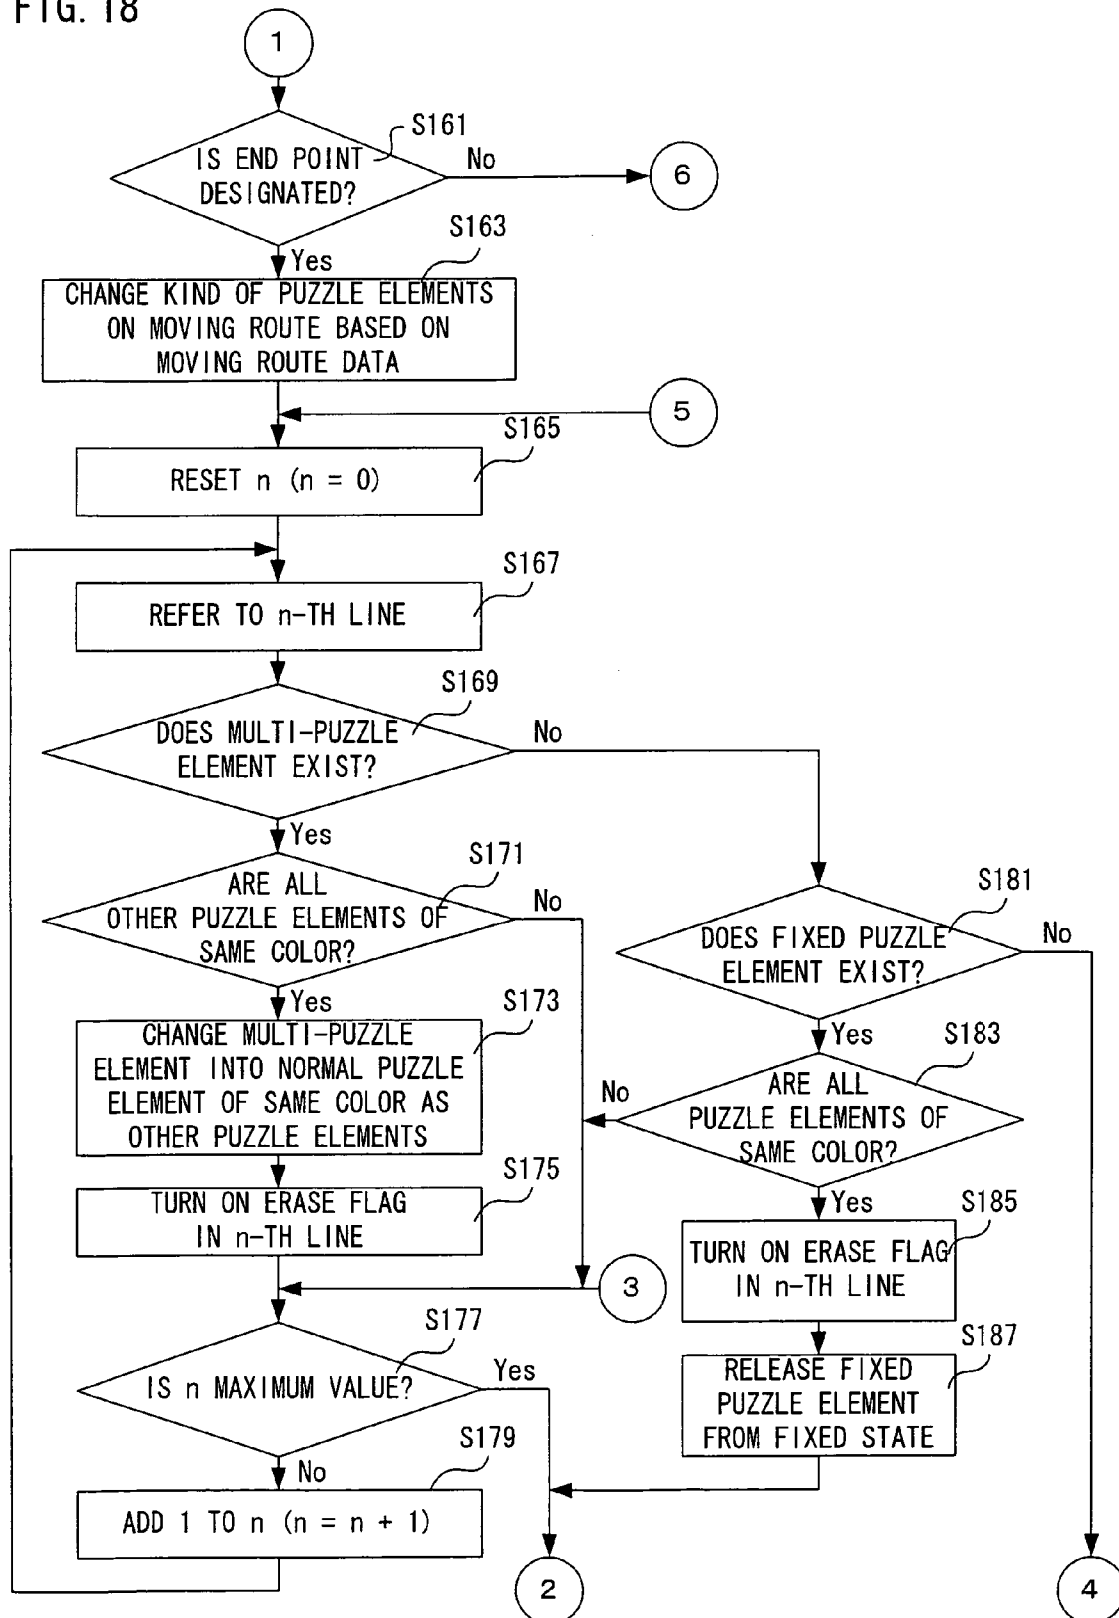 FIG. 18
1
S161
IS END POINT
DESIGNATED?
No
6
Yes
S163
CHANGE KIND OF PUZZLE ELEMENTS
ON MOVING ROUTE BASED ON
MOVING ROUTE DATA
5
S165
RESET n (n = 0)
S167
REFER TO n-TH LINE
S169
DOES MULTI-PUZZLE
ELEMENT EXIST?
No
Yes
S171
ARE ALL
OTHER PUZZLE ELEMENTS OF
SAME COLOR?
No
Yes
S173
CHANGE MULTI-PUZZLE
ELEMENT INTO NORMAL PUZZLE
ELEMENT OF SAME COLOR AS
OTHER PUZZLE ELEMENTS
S175
TURN ON ERASE FLAG
IN n-TH LINE
3
S177
IS n MAXIMUM VALUE?
Yes
No
S179
ADD 1 TO n (n = n + 1)
2
S181
DOES FIXED PUZZLE
ELEMENT EXIST?
No
Yes
S183
ARE ALL
PUZZLE ELEMENTS OF
SAME COLOR?
No
Yes
S185
TURN ON ERASE FLAG
IN n-TH LINE
S187
RELEASE FIXED
PUZZLE ELEMENT
FROM FIXED STATE
4